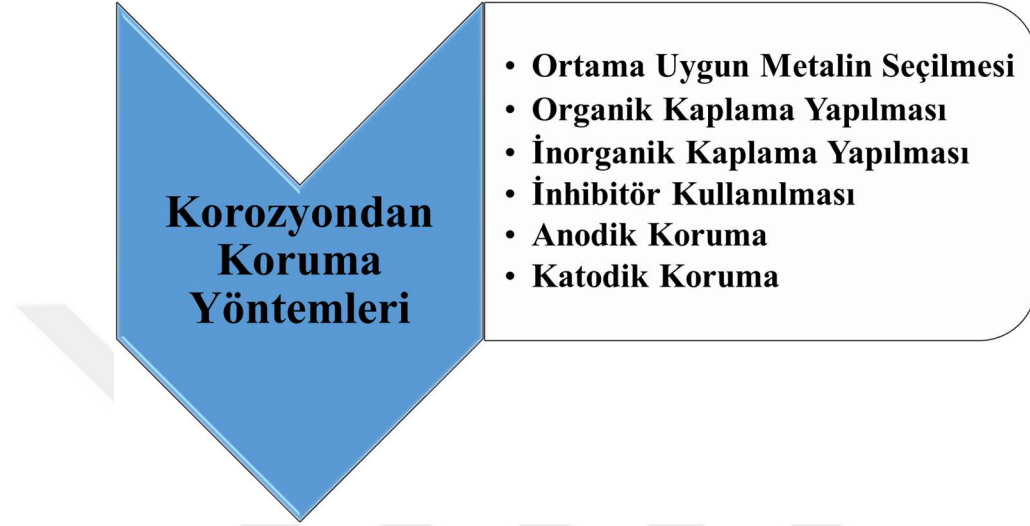 Korozyondan
Koruma
Yöntemleri
• Ortama Uygun Metalin Seçilmesi
• Organik Kaplama Yapılması
• İnorganik Kaplama Yapılması
• İnhibitör Kullanılması
• Anodik Koruma
• Katodik Koruma